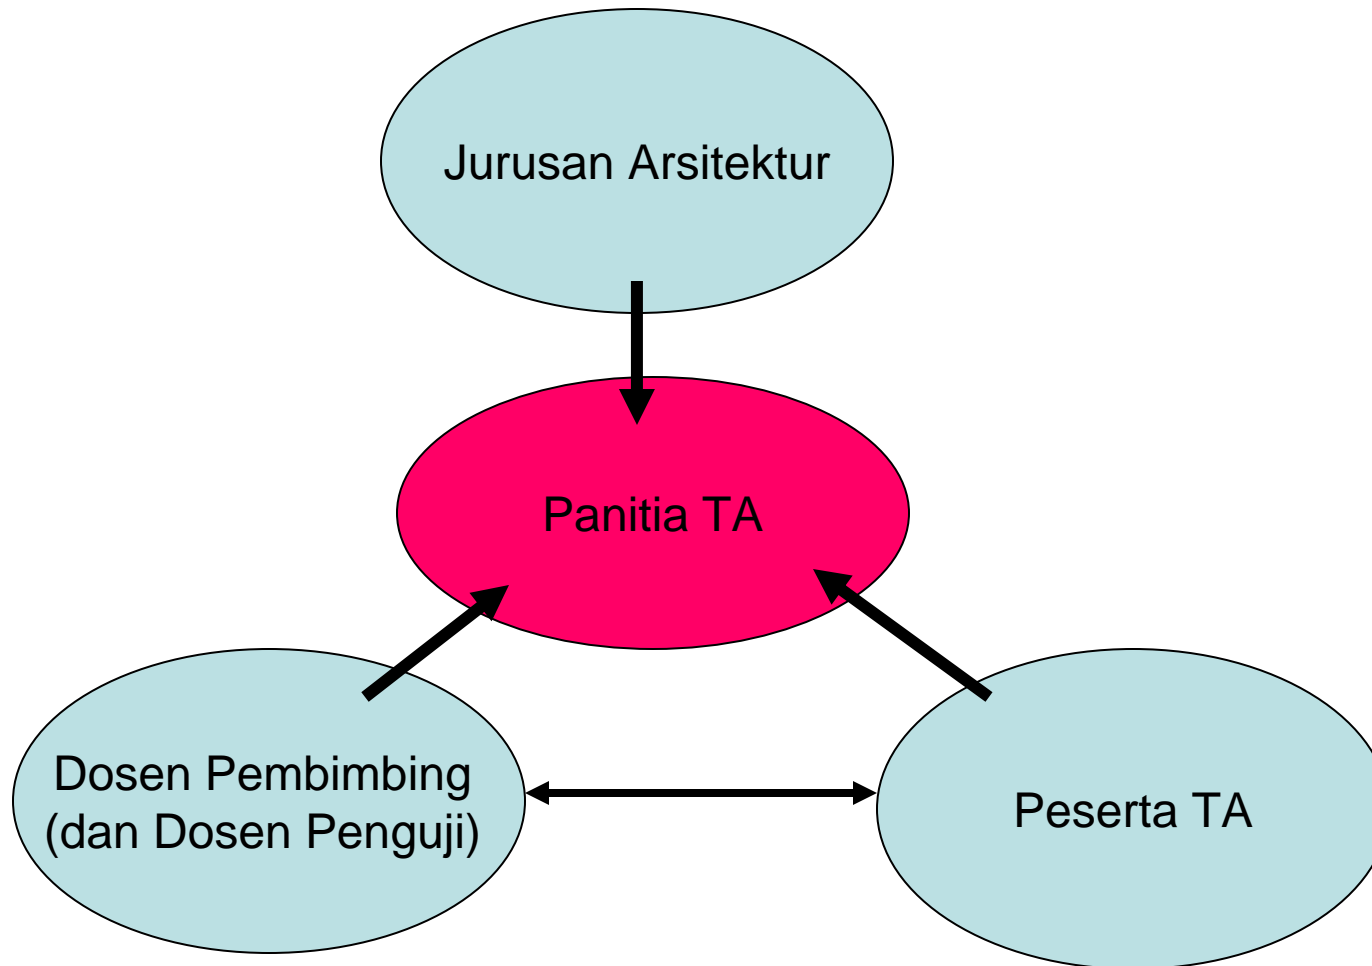 Jurusan Arsitektur
Panitia TA
Dosen Pembimbing
(dan Dosen Penguji)
Peserta TA